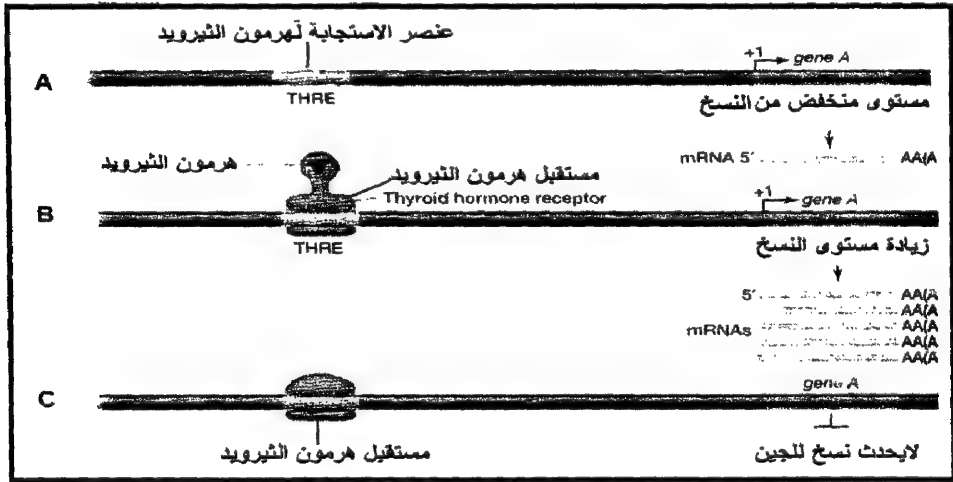 عنصر الاستجابة لهرمون الثيرويد
A
THRE
+1
gene A
مستوى منخفض من النسخ
mRNA 5′ AA(A
هرمون الثيرويد
مستقبل هرمون الثيرويد
Thyroid hormone receptor
B
THRE
+1
gene A
زيادة مستوى النسخ
5′ AA(A
AA(A
mRNAs AA(A
AA(A
AA(A
C
gene A
مستقبل هرمون الثيرويد
لايحدث نسخ للجين